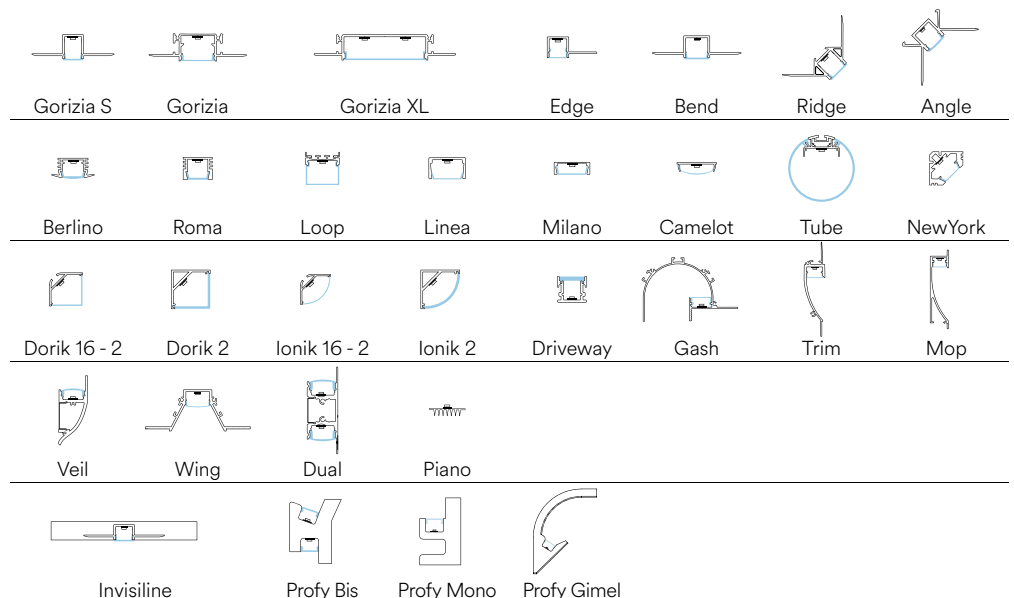 Gorizia S Gorizia Gorizia XL Edge Bend Ridge Angle
Berlino Roma Loop Linea Milano Camelot Tube NewYork
Dorik 16 - 2 Dorik 2 Ionik 16 - 2 Ionik 2 Driveway Gash Trim Mop
Veil Wing Dual Piano
Invisiline Profy Bis Profy Mono Profy Gimel